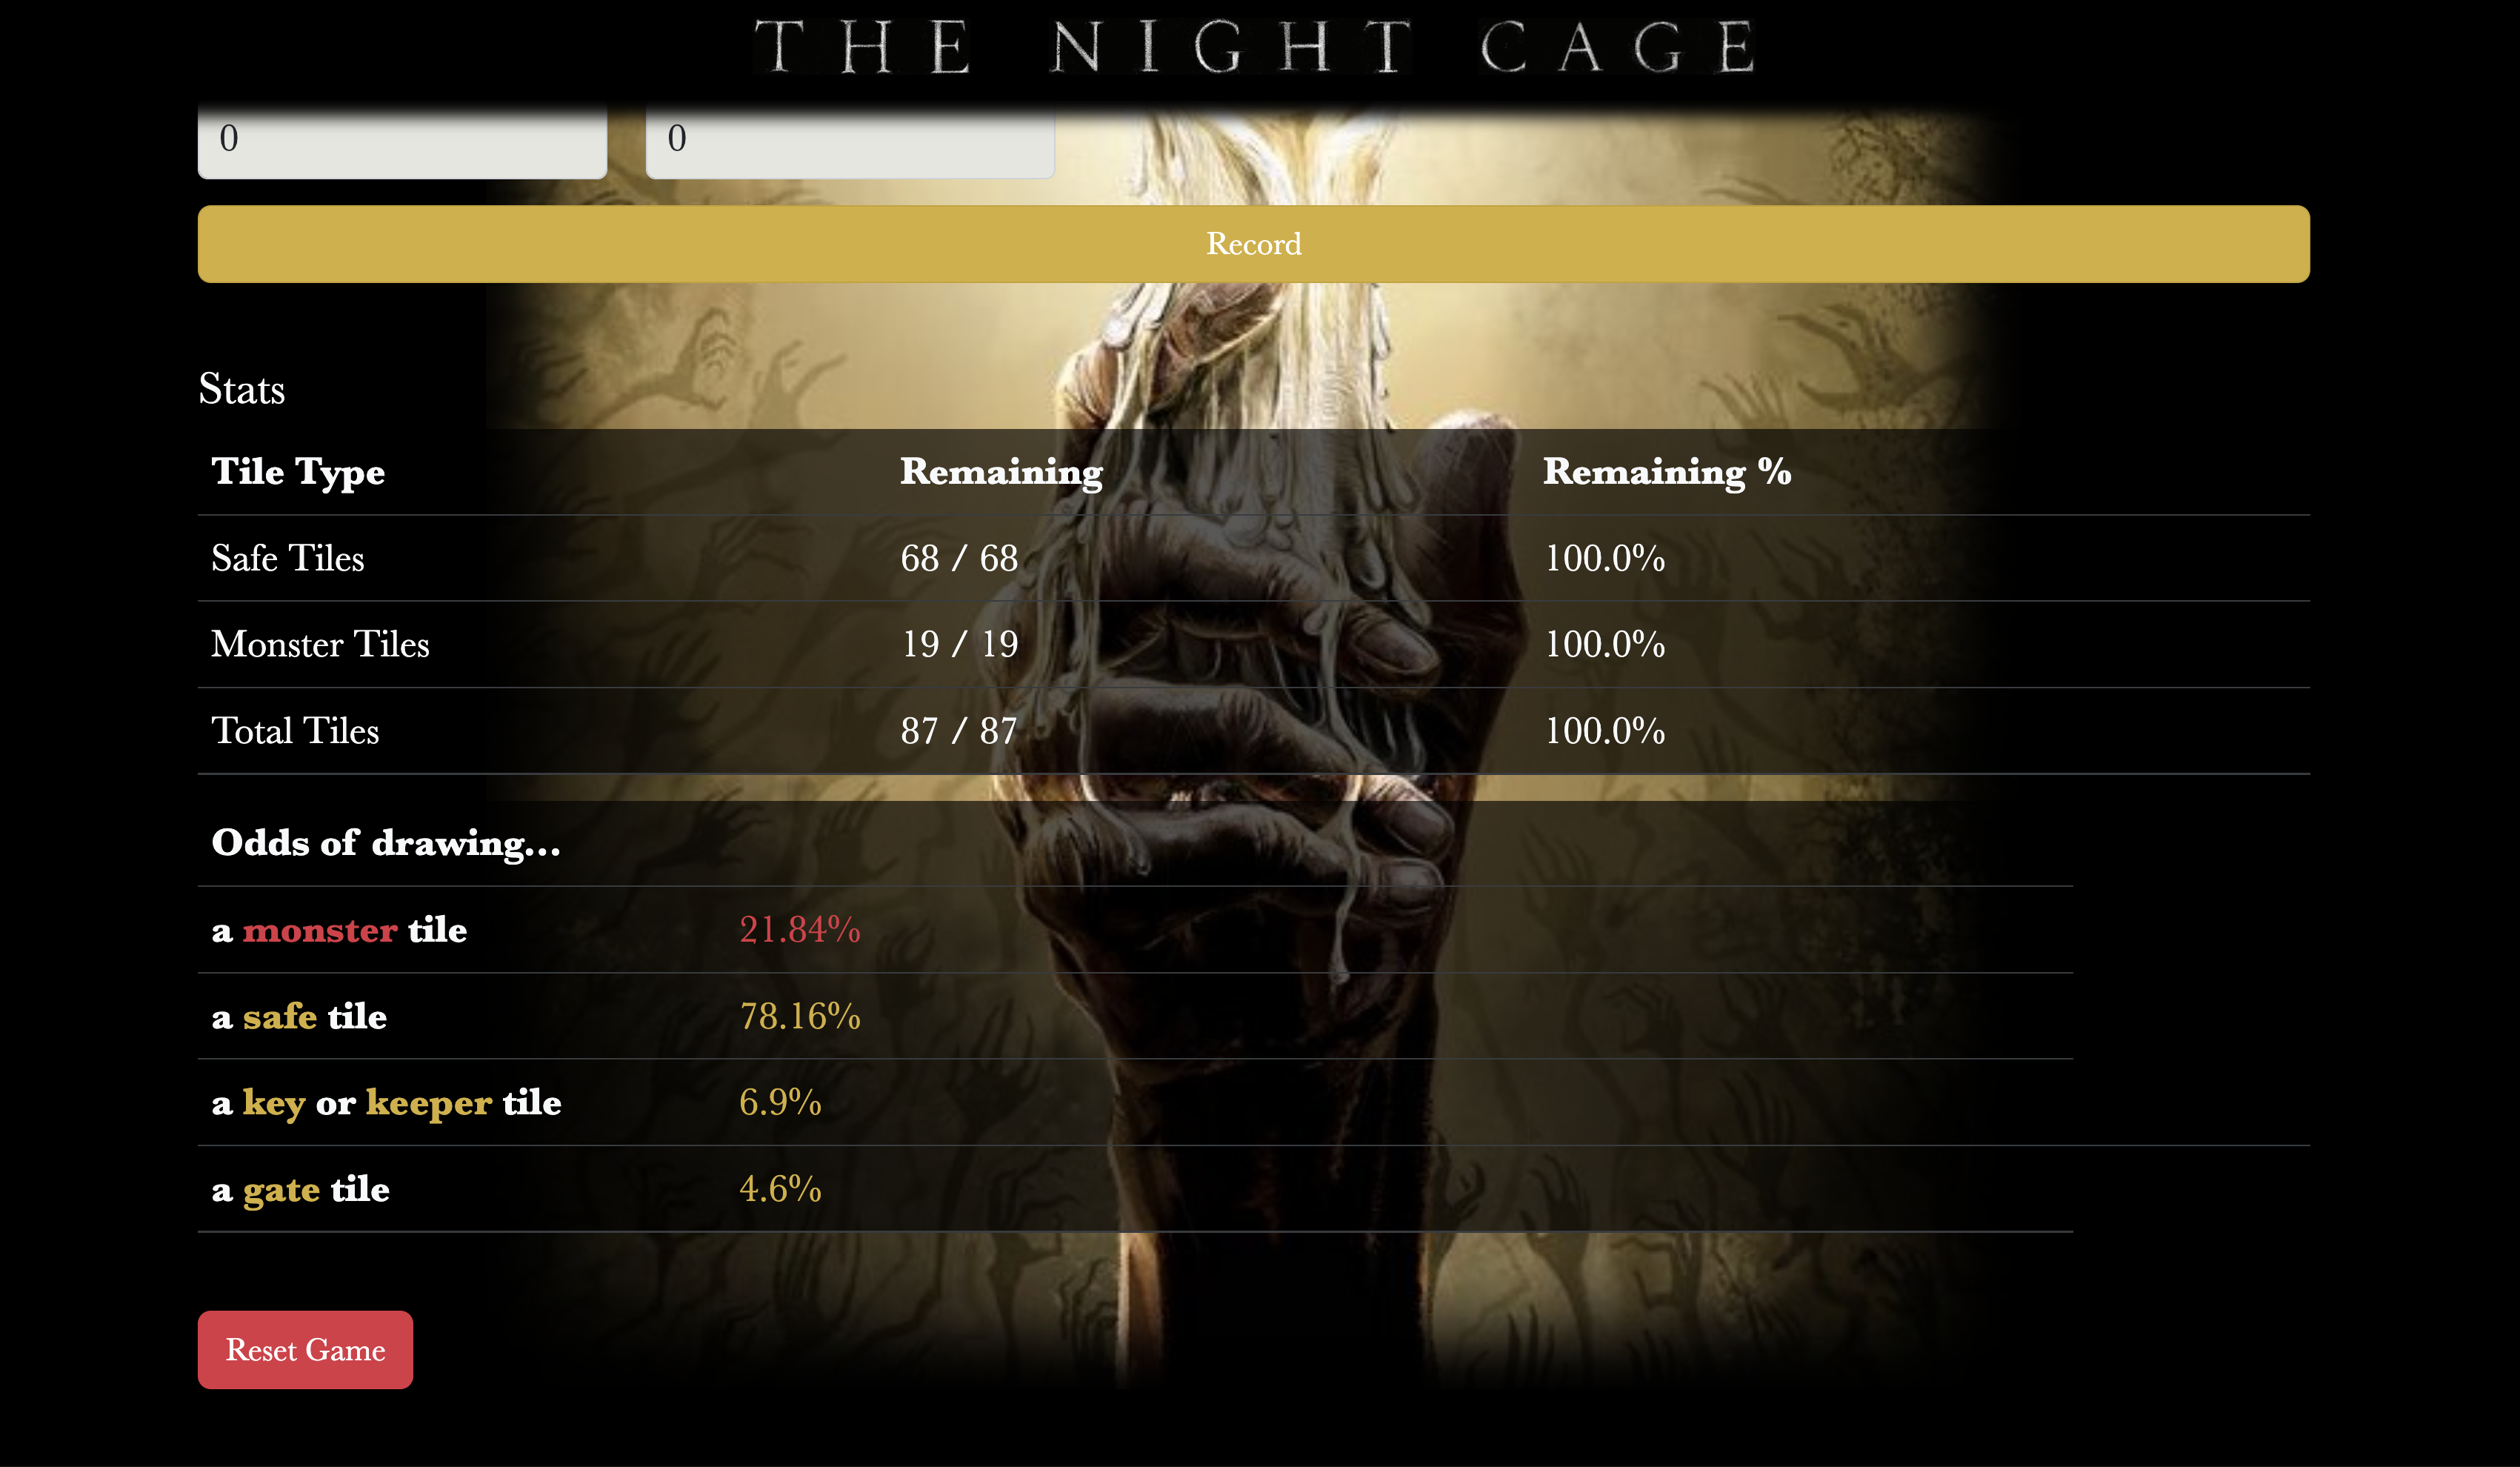 THE NIGHT CAGE
0 0
Record
Stats
Tile Type Remaining Remaining %
Safe Tiles 68 / 68 100.0%
Monster Tiles 19 / 19 100.0%
Total Tiles 87 / 87 100.0%
Odds of drawing...
a monster tile 21.84%
a safe tile 78.16%
a key or keeper tile 6.9%
a gate tile 4.6%
Reset Game